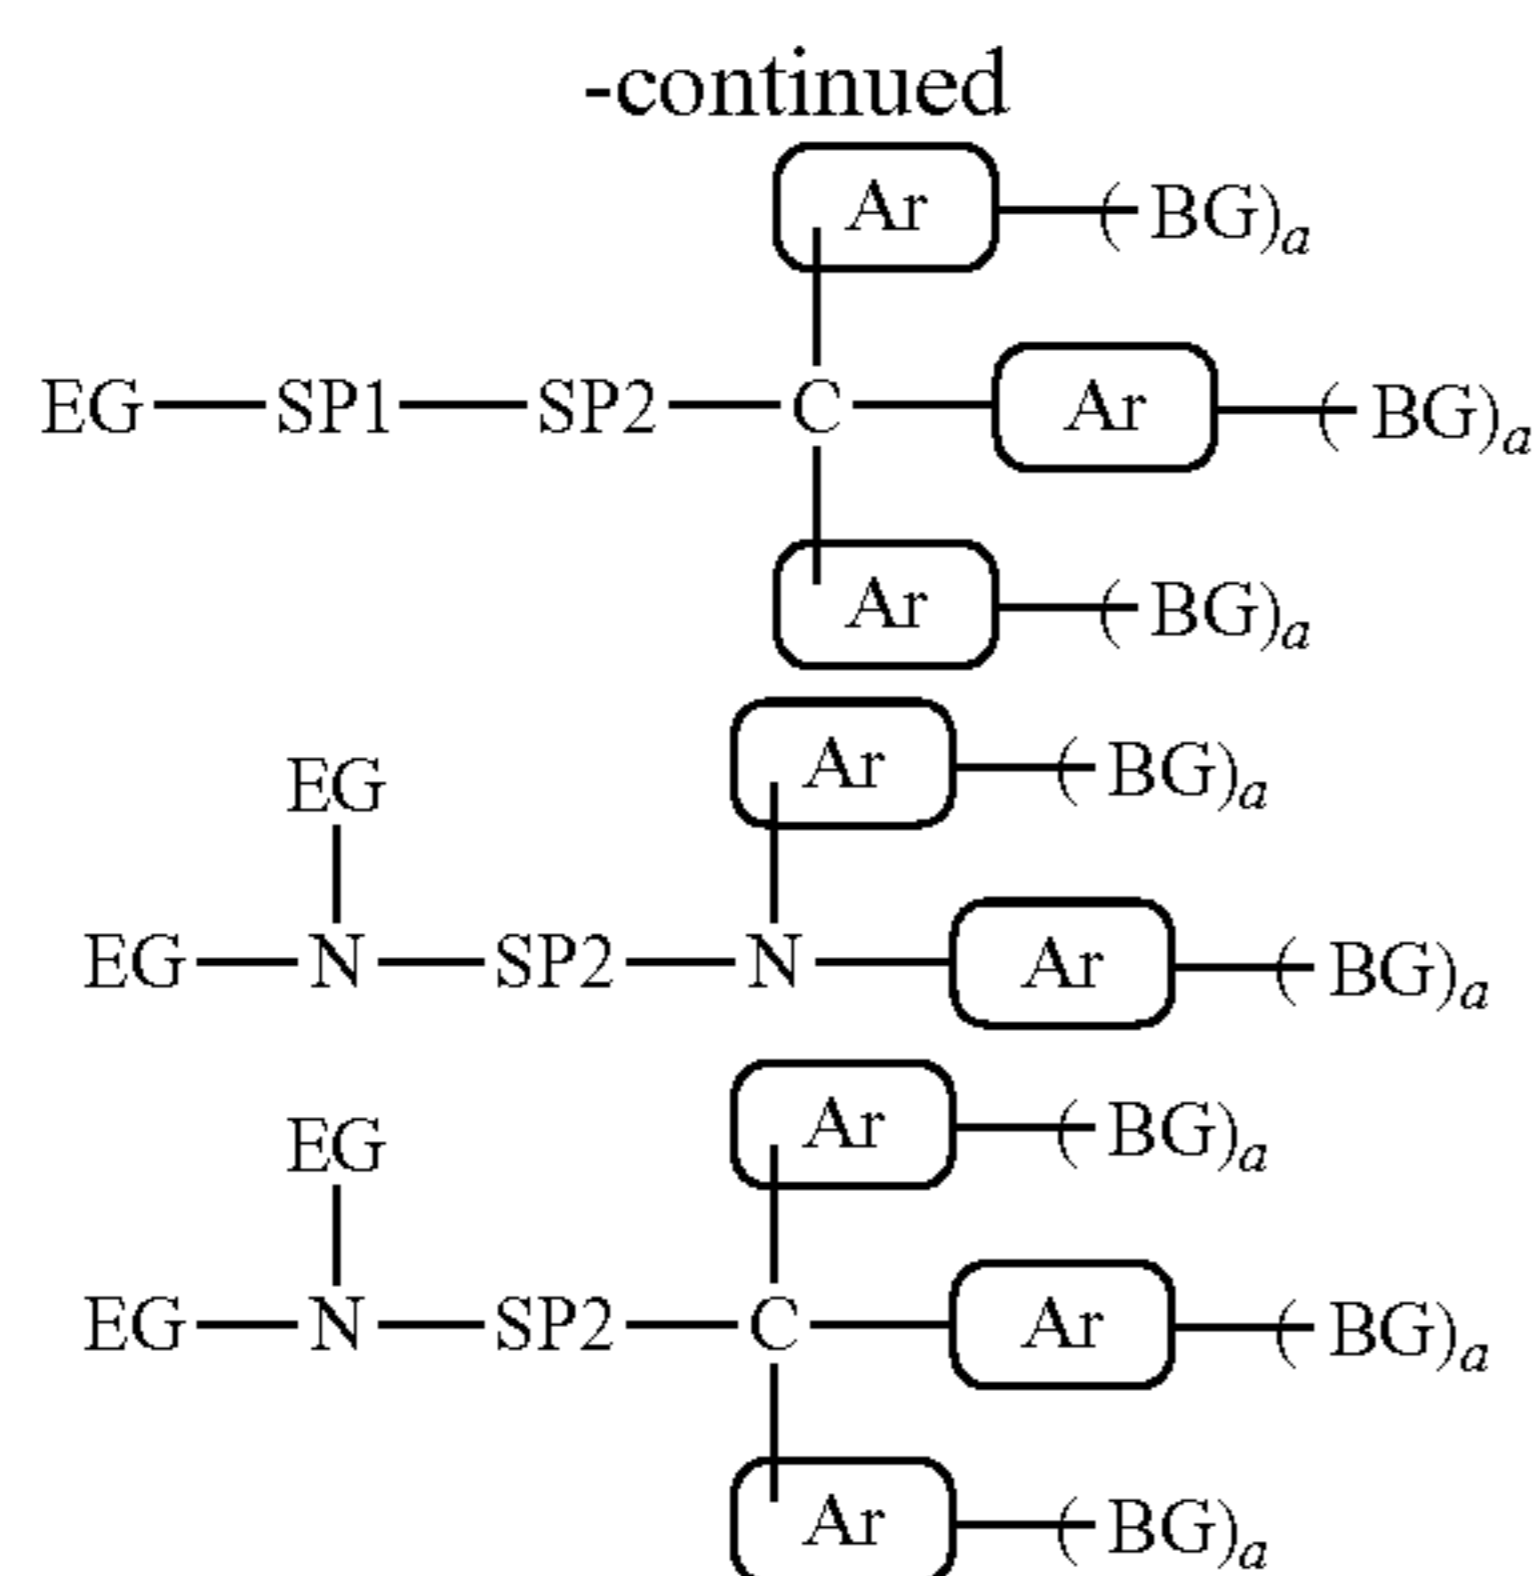 -continued
Ar (BG)a
EG SP1 SP2 C Ar (BG)a
Ar (BG)a
EG Ar (BG)a
EG N SP2 N Ar (BG)a
EG Ar (BG)a
EG N SP2 C Ar (BG)a
Ar (BG)a